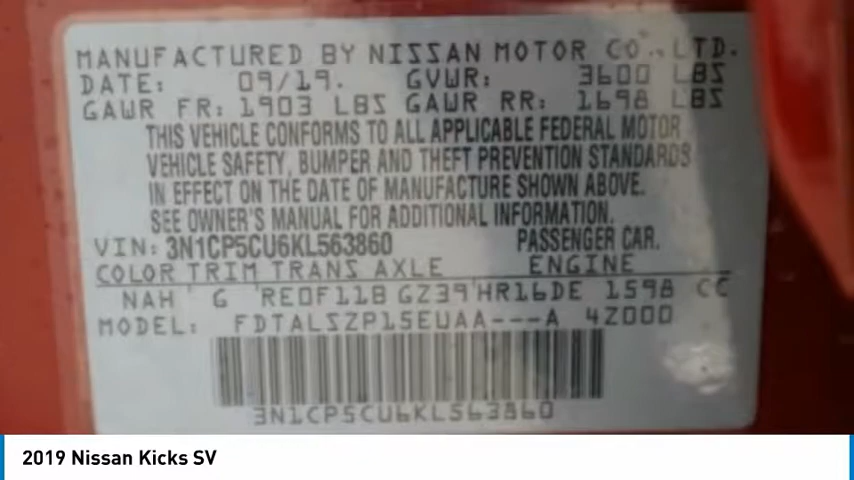 MANUFACTURED BY NISSAN MOTOR CO., LTD.
DATE: 09/19. GVWR: 3600 LBS
GAWR FR: 1903 LBS GAWR RR: 1698 LBS
THIS VEHICLE CONFORMS TO ALL APPLICABLE FEDERAL MOTOR
VEHICLE SAFETY, BUMPER AND THEFT PREVENTION STANDARDS
IN EFFECT ON THE DATE OF MANUFACTURE SHOWN ABOVE.
SEE OWNER'S MANUAL FOR ADDITIONAL INFORMATION.
VIN: 3N1CP5CU6KL563860 PASSENGER CAR.
COLOR TRIM TRANS AXLE ENGINE
NAH G RE0F11B GZ39 HR16DE 1598 CC
MODEL: FDTALSZP15EUAA---A 4Z000
3N1CP5CU6KL563860
2019 Nissan Kicks SV